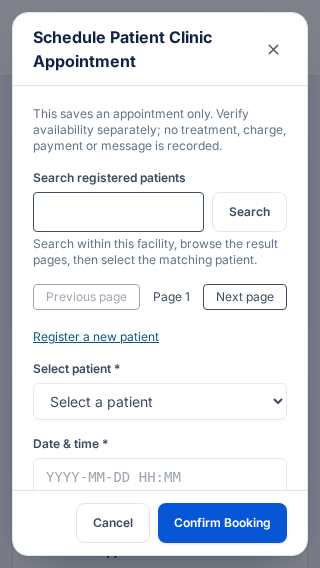 Schedule Patient Clinic
Appointment
This saves an appointment only. Verify
availability separately; no treatment, charge,
payment or message is recorded.
Search registered patients
Search
Search within this facility, browse the result
pages, then select the matching patient.
Previous page Page 1 Next page
Register a new patient
Select patient *
Select a patient
Date & time *
YYYY-MM-DD HH:MM
Cancel Confirm Booking